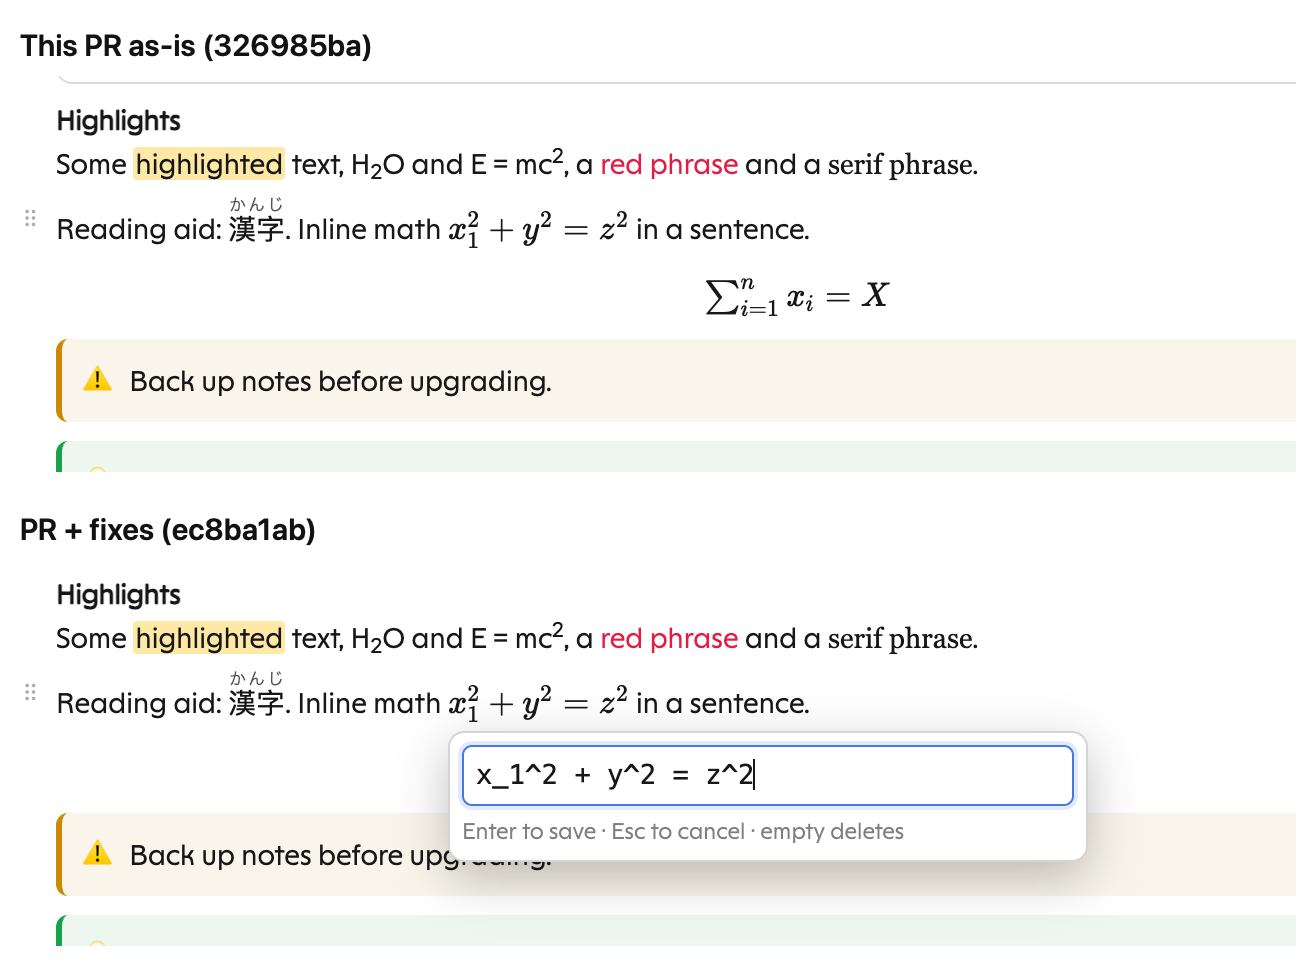 This PR as-is (326985ba)
Highlights
Some highlighted text, H₂O and E = mc², a red phrase and a serif phrase.
かんじ
Reading aid: 漢字. Inline math x₁² + y² = z² in a sentence.
∑ⁿᵢ₌₁ xᵢ = X
Back up notes before upgrading.
PR + fixes (ec8ba1ab)
Highlights
Some highlighted text, H₂O and E = mc², a red phrase and a serif phrase.
かんじ
Reading aid: 漢字. Inline math x₁² + y² = z² in a sentence.
x_1^2 + y^2 = z^2
Enter to save · Esc to cancel · empty deletes
Back up notes before